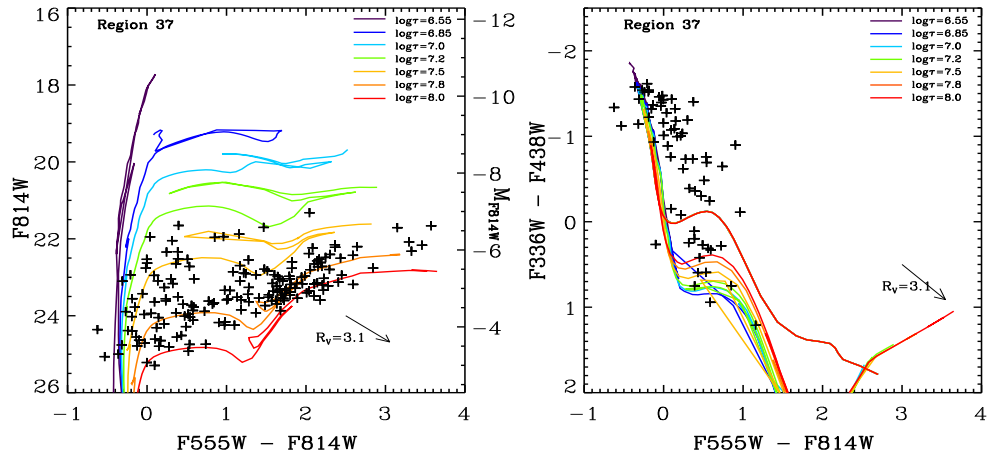 Region 37
logτ=6.55
logτ=6.85
logτ=7.0
logτ=7.2
logτ=7.5
logτ=7.8
logτ=8.0
16
18
20
22
24
26
F814W
−12
−10
−8
−6
−4
M_F814W
R_V=3.1
−1 0 1 2 3 4
F555W − F814W
Region 37
logτ=6.55
logτ=6.85
logτ=7.0
logτ=7.2
logτ=7.5
logτ=7.8
logτ=8.0
−2
−1
0
1
2
F336W − F438W
R_V=3.1
−1 0 1 2 3 4
F555W − F814W